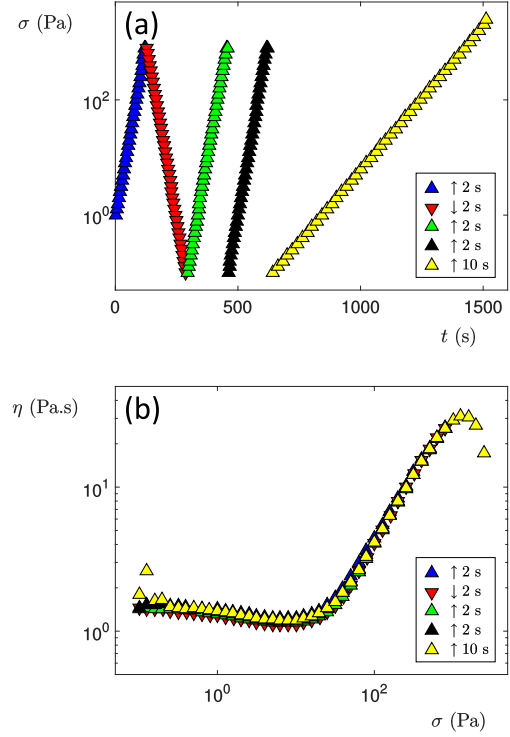 σ (Pa)
(a)
10²
10⁰
↑ 2 s
↓ 2 s
↑ 2 s
↑ 2 s
↑ 10 s
0 500 1000 1500
t (s)
η (Pa.s)
(b)
10¹
10⁰
↑ 2 s
↓ 2 s
↑ 2 s
↑ 2 s
↑ 10 s
10⁰ 10²
σ (Pa)